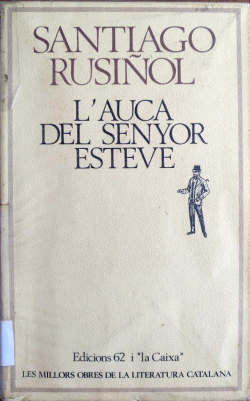 SANTIAGO
RUSIÑOL
L'AUCA
DEL SENYOR
ESTEVE
Edicions 62 i "la Caixa"
LES MILLORS OBRES DE LA LITERATURA CATALANA